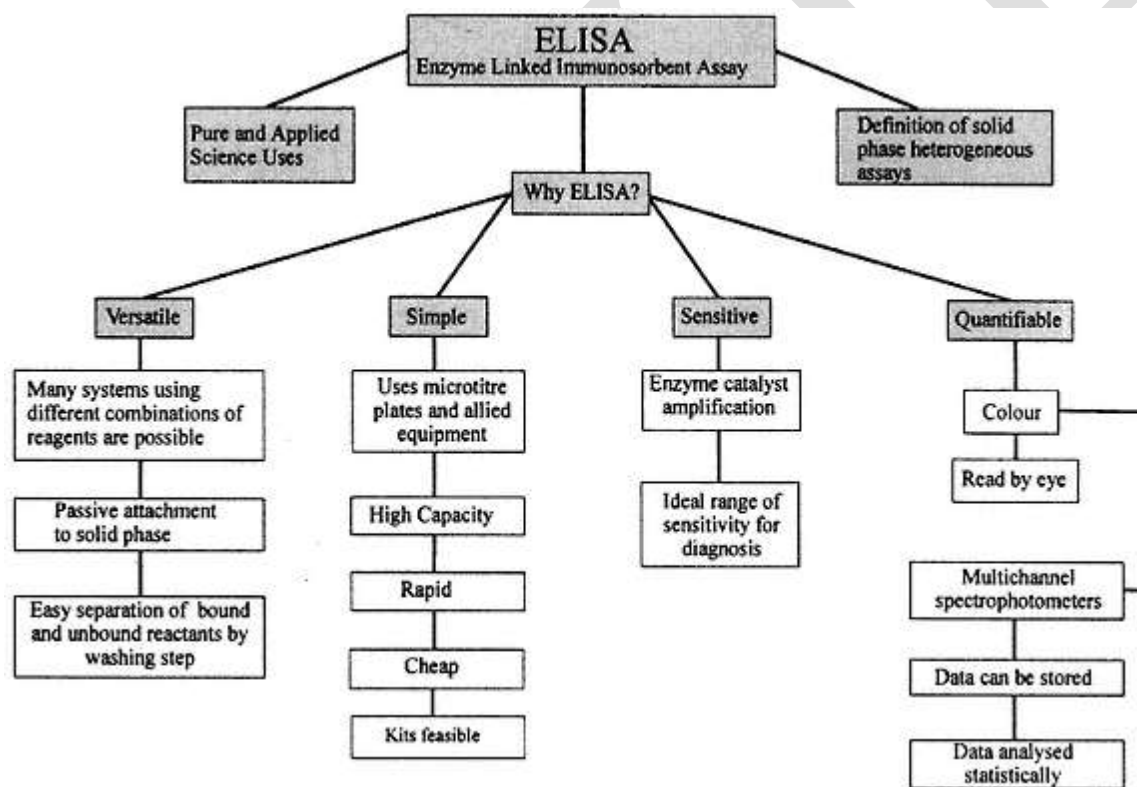 ELISA
Enzyme Linked Immunosorbent Assay
Pure and Applied
Science Uses
Definition of solid
phase heterogeneous
assays
Why ELISA?
Versatile
Many systems using
different combinations of
reagents are possible
Passive attachment
to solid phase
Easy separation of bound
and unbound reactants by
washing step
Simple
Uses microtitre
plates and allied
equipment
High Capacity
Rapid
Cheap
Kits feasible
Sensitive
Enzyme catalyst
amplification
Ideal range of
sensitivity for
diagnosis
Quantifiable
Colour
Read by eye
Multichannel
spectrophotometers
Data can be stored
Data analysed
statistically